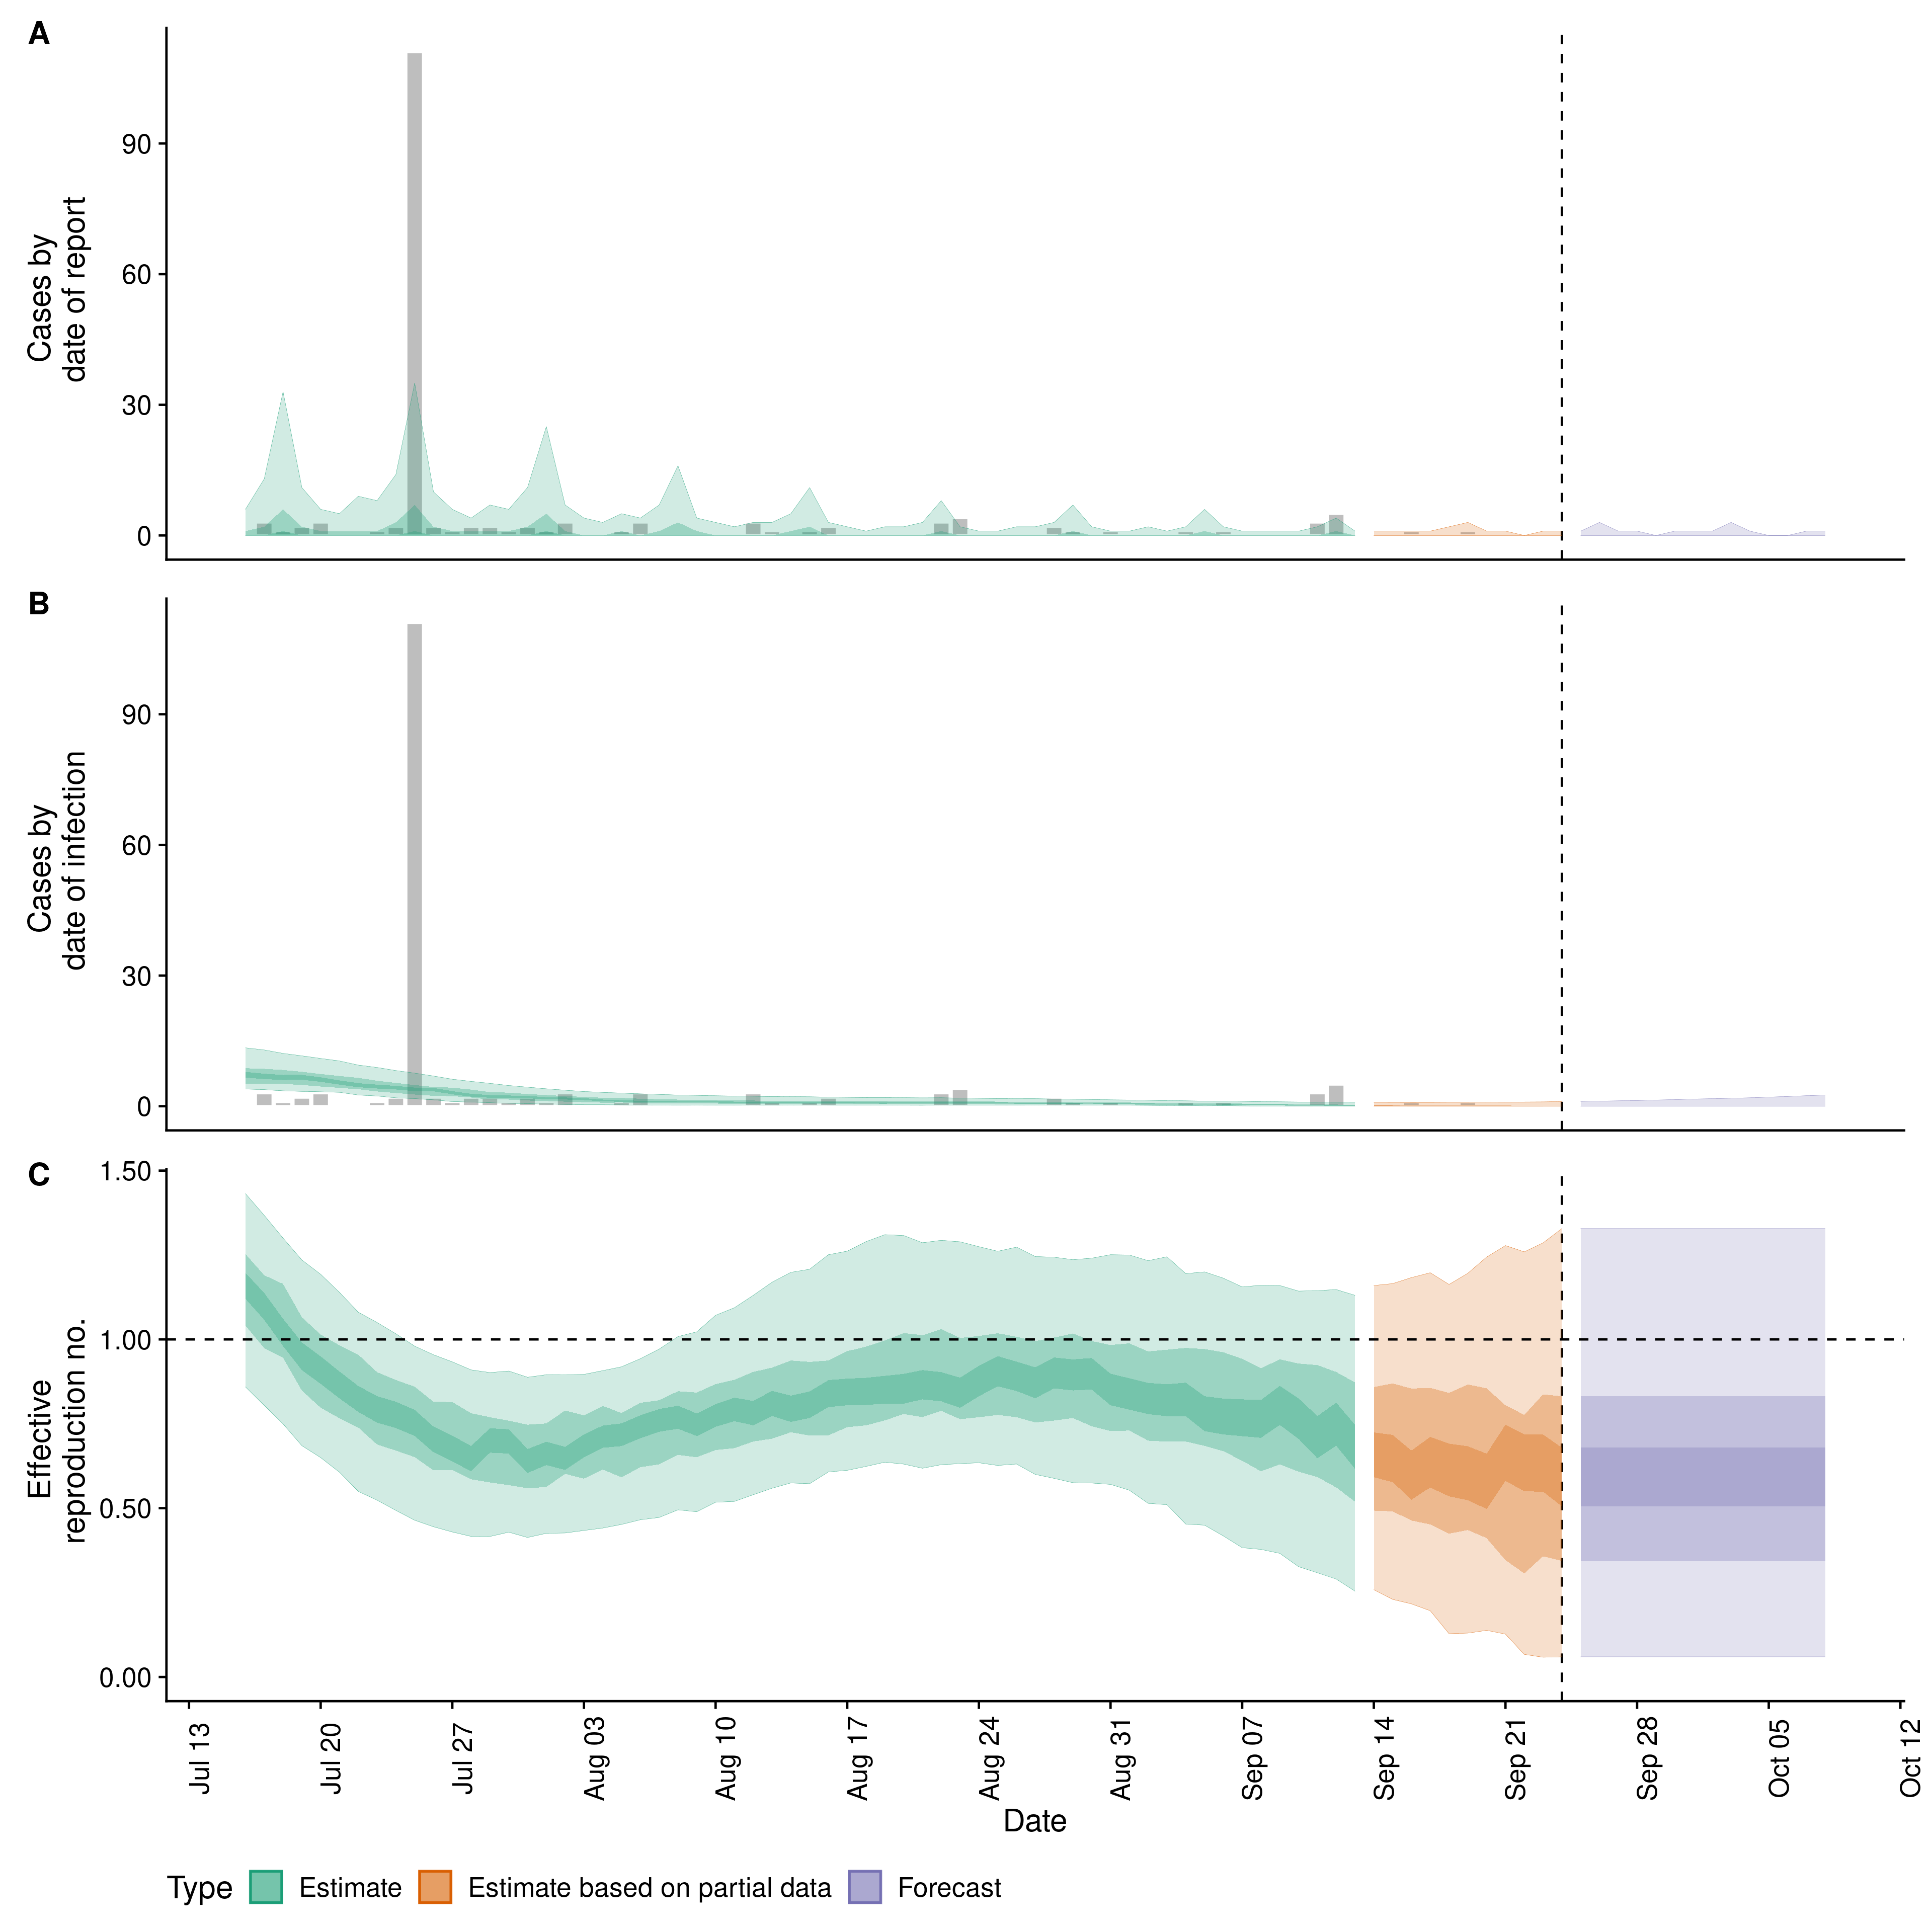 A
Cases by
date of report
90
60
30
0
B
Cases by
date of infection
90
60
30
0
C
Effective
reproduction no.
1.50
1.00
0.50
0.00
Jul 13
Jul 20
Jul 27
Aug 03
Aug 10
Aug 17
Aug 24
Aug 31
Sep 07
Sep 14
Sep 21
Sep 28
Oct 05
Oct 12
Date
Type Estimate Estimate based on partial data Forecast